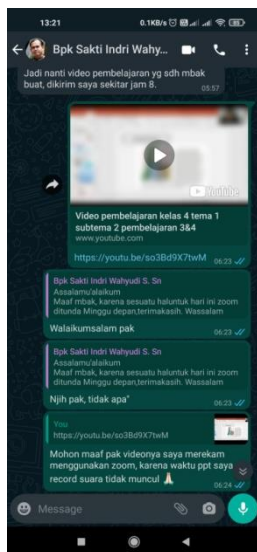 13:21
0.1KB/s
Bpk Sakti Indri Wahy...
Jadi nanti video pembelajaran yg sdh mbak
buat, dikirim saya sekitar jam 8.
05:57
YouTube
Video pembelajaran kelas 4 tema 1
subtema 2 pembelajaran 3&4
www.youtube.com
https://youtu.be/so3Bd9X7twM
06:23
Bpk Sakti Indri Wahyudi S. Sn
Assalamu'alaikum
Maaf mbak, karena sesuatu haluntuk hari ini zoom
ditunda Minggu depan,terimakasih. Wassalam
Walaikumsalam pak
06:23
Bpk Sakti Indri Wahyudi S. Sn
Assalamu'alaikum
Maaf mbak, karena sesuatu haluntuk hari ini zoom
ditunda Minggu depan,terimakasih. Wassalam
Njih pak, tidak apa"
06:23
You
https://youtu.be/so3Bd9X7twM
Mohon maaf pak videonya saya merekam
menggunakan zoom, karena waktu ppt saya
record suara tidak muncul 🙏
06:24
Message